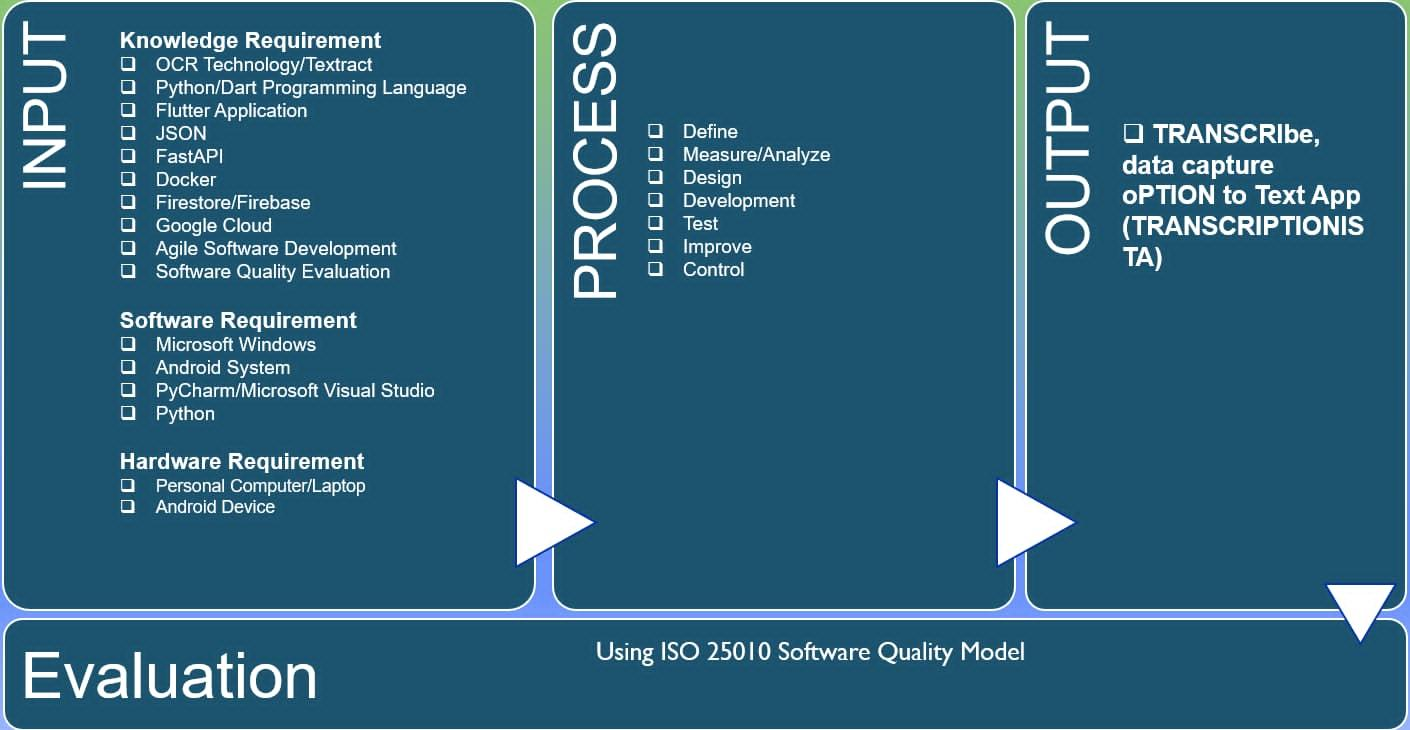 INPUT
Knowledge Requirement
❑ OCR Technology/Textract
❑ Python/Dart Programming Language
❑ Flutter Application
❑ JSON
❑ FastAPI
❑ Docker
❑ Firestore/Firebase
❑ Google Cloud
❑ Agile Software Development
❑ Software Quality Evaluation
Software Requirement
❑ Microsoft Windows
❑ Android System
❑ PyCharm/Microsoft Visual Studio
❑ Python
Hardware Requirement
❑ Personal Computer/Laptop
❑ Android Device
PROCESS
❑ Define
❑ Measure/Analyze
❑ Design
❑ Development
❑ Test
❑ Improve
❑ Control
OUTPUT
❑ TRANSCRIbe,
data capture
oPTION to Text App
(TRANSCRIPTIONIS
TA)
Evaluation
Using ISO 25010 Software Quality Model